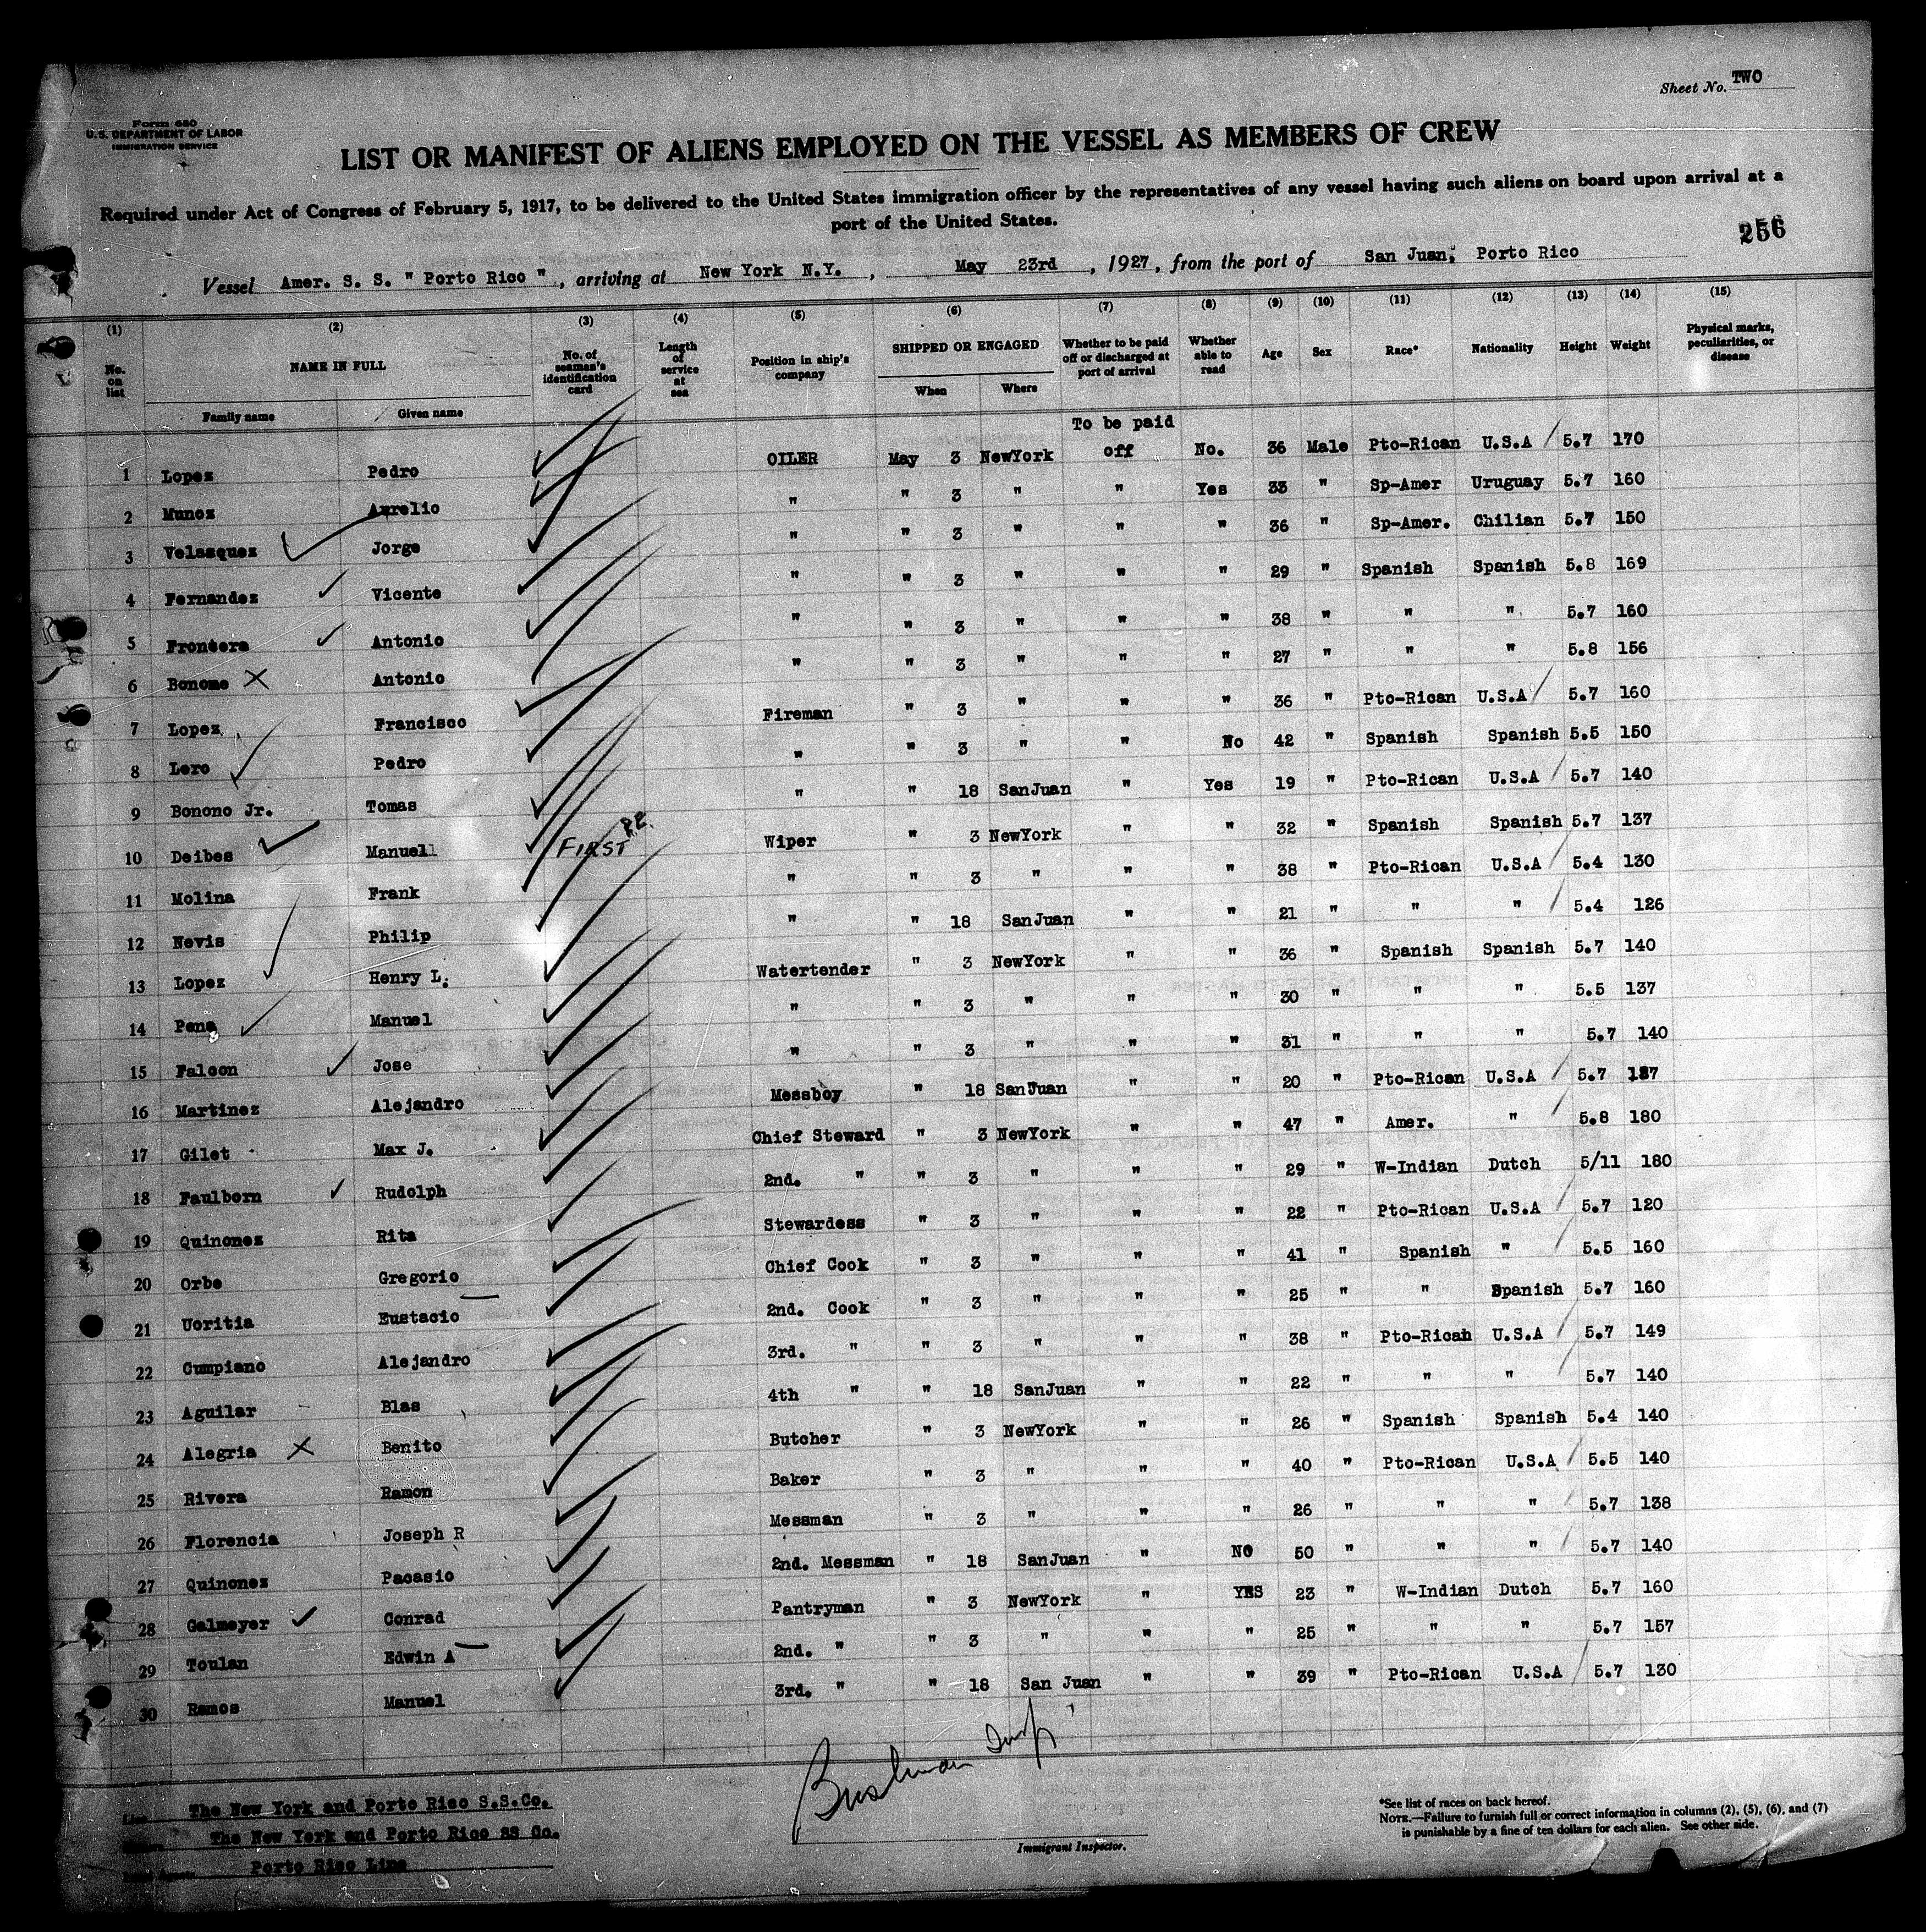 Sheet No. TWO
Form 680
U.S. DEPARTMENT OF LABOR
IMMIGRATION SERVICE
LIST OR MANIFEST OF ALIENS EMPLOYED ON THE VESSEL AS MEMBERS OF CREW
Required under Act of Congress of February 5, 1917, to be delivered to the United States immigration officer by the representatives of any vessel having such aliens on board upon arrival at a
port of the United States.
256
Vessel Amer. S. S. " Porto Rico ", arriving at New York N.Y., May 23rd, 1927, from the port of San Juan, Porto Rico
(1) (2) (3) (4) (5) (6) (7) (8) (9) (10) (11) (12) (13) (14) (15)
No. on list NAME IN FULL Family name Given name No. of seaman's identification card Length of service at sea Position in ship's company SHIPPED OR ENGAGED When Where Whether to be paid off or discharged at port of arrival Whether able to read Age Sex Race* Nationality Height Weight Physical marks, peculiarities, or disease
To be paid
1 Lopez Pedro OILER May 3 NewYork off No. 36 Male Pto-Rican U.S.A 5.7 170
2 Munoz Aurelio " " 3 " " Yes 33 " Sp-Amer Uruguay 5.7 160
3 Velasquez Jorge " " 3 " " " 36 " Sp-Amer. Chilian 5.7 150
4 Fernandez Vicente " " 3 " " " 29 " Spanish Spanish 5.8 169
5 Frontera Antonio " " 3 " " " 38 " " " 5.7 160
6 Bonome Antonio " " 3 " " " 27 " " " 5.8 156
7 Lopez Francisco Fireman " 3 " " " 36 " Pto-Rican U.S.A 5.7 160
8 Lero Pedro " " 3 " " No 42 " Spanish Spanish 5.5 150
9 Bonono Jr. Tomas " " 18 SanJuan " Yes 19 " Pto-Rican U.S.A 5.7 140
10 Deibes Manuell FIRST P.R. Wiper " 3 NewYork " " 32 " Spanish Spanish 5.7 137
11 Molina Frank " " 3 " " " 38 " Pto-Rican U.S.A 5.4 130
12 Nevis Philip " " 18 SanJuan " " 21 " " " 5.4 126
13 Lopez Henry L. Watertender " 3 NewYork " " 36 " Spanish Spanish 5.7 140
14 Pena Manuel " " 3 " " " 30 " " " 5.5 137
15 Falcon Jose " " 3 " " " 31 " " " 5.7 140
16 Martinez Alejandro Messboy " 18 SanJuan " " 20 " Pto-Rican U.S.A 5.7 137
17 Gilet Max J. Chief Steward " 3 NewYork " " 47 " Amer. " 5.8 180
18 Faulborn Rudolph 2nd. " " 3 " " " 29 " W-Indian Dutch 5/11 180
19 Quinonez Rita Stewardess " 3 " " " 22 " Pto-Rican U.S.A 5.7 120
20 Orbe Gregorio Chief Cook " 3 " " " 41 " Spanish " 5.5 160
21 Uoritia Eustacio 2nd. Cook " 3 " " " 25 " " Spanish 5.7 160
22 Cumpiano Alejandro 3rd. " " 3 " " " 38 " Pto-Rican U.S.A 5.7 149
23 Aguilar Blas 4th " " 18 SanJuan " " 22 " " " 5.7 140
24 Alegria Benito Butcher " 3 NewYork " " 26 " Spanish Spanish 5.4 140
25 Rivera Ramon Baker " 3 " " " 40 " Pto-Rican U.S.A 5.5 140
26 Florencia Joseph R Messman " 3 " " " 26 " " " 5.7 138
27 Quinonez Pacasio 2nd. Messman " 18 SanJuan " NO 50 " " " 5.7 140
28 Galmeyer Conrad Pantryman " 3 NewYork " YES 23 " W-Indian Dutch 5.7 160
29 Toulan Edwin A 2nd. " " 3 " " " 25 " " " 5.7 157
30 Ramos Manuel 3rd. " " 18 San Juan " " 39 " Pto-Rican U.S.A 5.7 130
The New York and Porto Rico S.S.Co.
The New York and Porto Rico SS Co.
Porto Rico Line
Immigrant Inspector.
*See list of races on back hereof.
NOTE.—Failure to furnish full or correct information in columns (2), (5), (6), and (7)
is punishable by a fine of ten dollars for each alien. See other side.